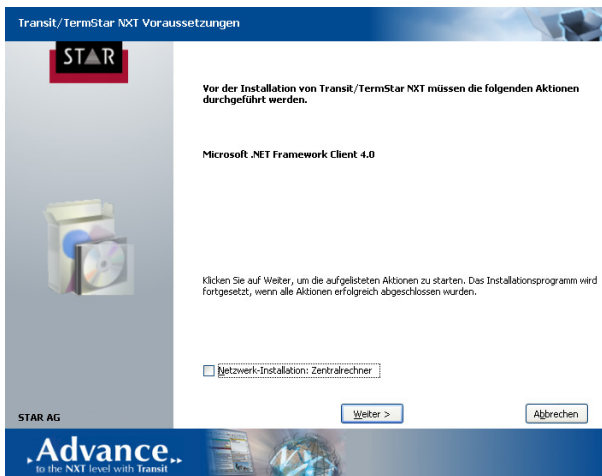 Transit/TermStar NXT Voraussetzungen
STAR
Vor der Installation von Transit/TermStar NXT müssen die folgenden Aktionen
durchgeführt werden.
Microsoft .NET Framework Client 4.0
Klicken Sie auf Weiter, um die aufgelisteten Aktionen zu starten. Das Installationsprogramm wird
fortgesetzt, wenn alle Aktionen erfolgreich abgeschlossen wurden.
Netzwerk-Installation: Zentralrechner
STAR AG
Weiter >
Abbrechen
Advance
to the NXT level with Transit